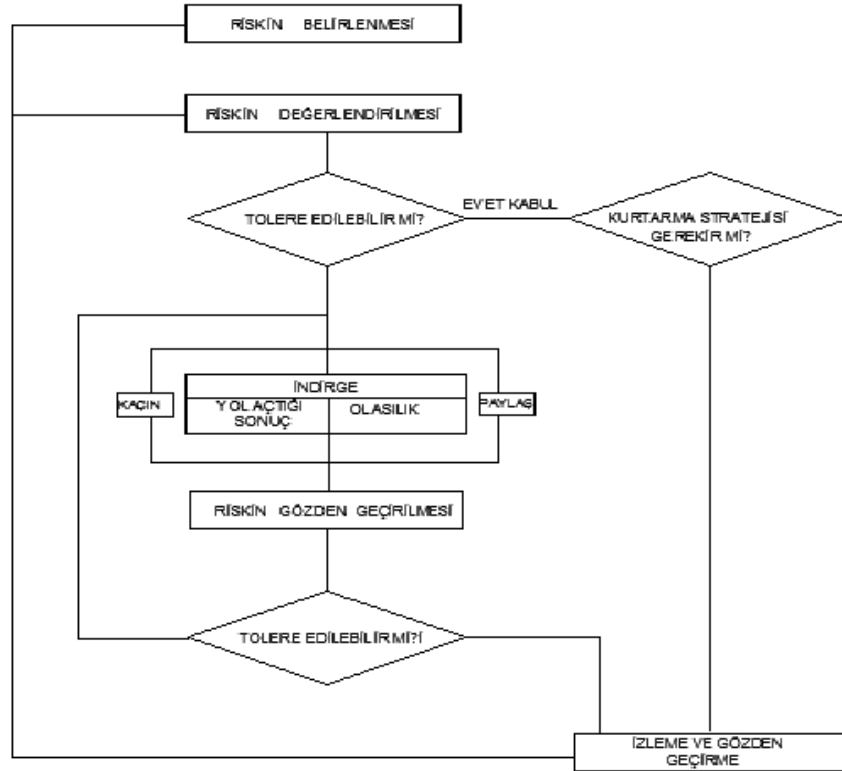 RİSKİN BELİRLENMESİ
RİSKİN DEĞERLENDİRİLMESİ
TOLERE EDİLEBİLİR Mİ?
EVET KABUL
KURTARMA STRATEJİSİ
GEREKİR Mİ?
İNDİRGE
KAÇIN
YOL AÇTIĞI
SONUÇ
OLASILIK
PAYLAŞ
RİSKİN GÖZDEN GEÇİRİLMESİ
TOLERE EDİLEBİLİR Mİ?İ
İZLEME VE GÖZDEN
GEÇİRME